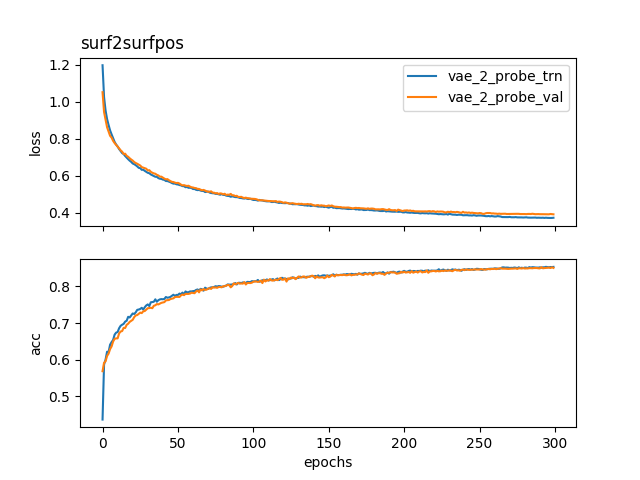 surf2surfpos
1.2
1.0
0.8
0.6
0.4
loss
vae_2_probe_trn
vae_2_probe_val
0.8
0.7
0.6
0.5
acc
0 50 100 150 200 250 300
epochs